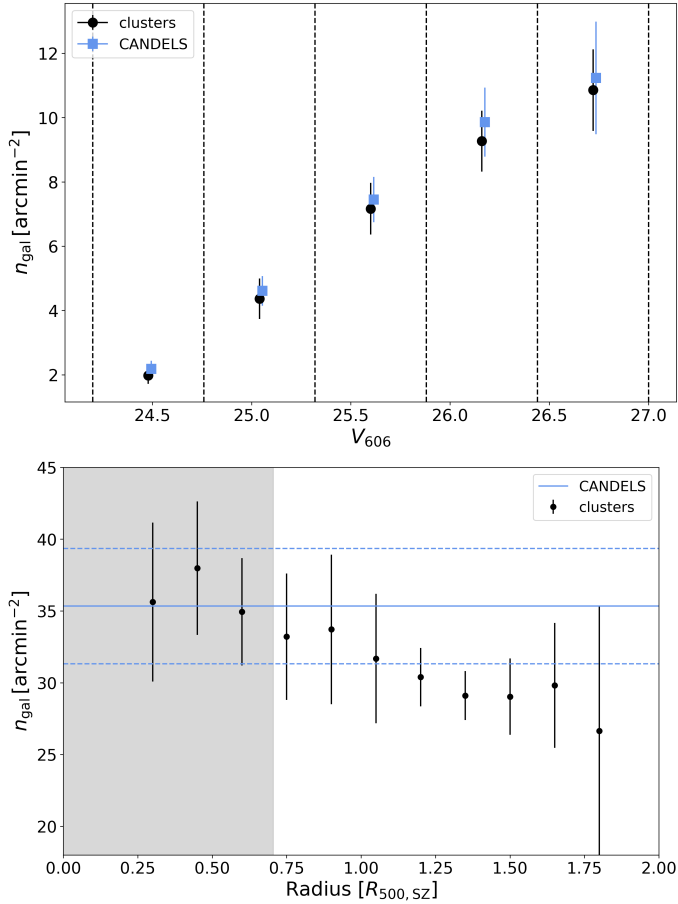 clusters
CANDELS
12
10
8
6
4
2
n_gal [arcmin⁻²]
24.5 25.0 25.5 26.0 26.5 27.0
V_606
45
40
35
30
25
20
n_gal [arcmin⁻²]
CANDELS
clusters
0.00 0.25 0.50 0.75 1.00 1.25 1.50 1.75 2.00
Radius [R_500, SZ]